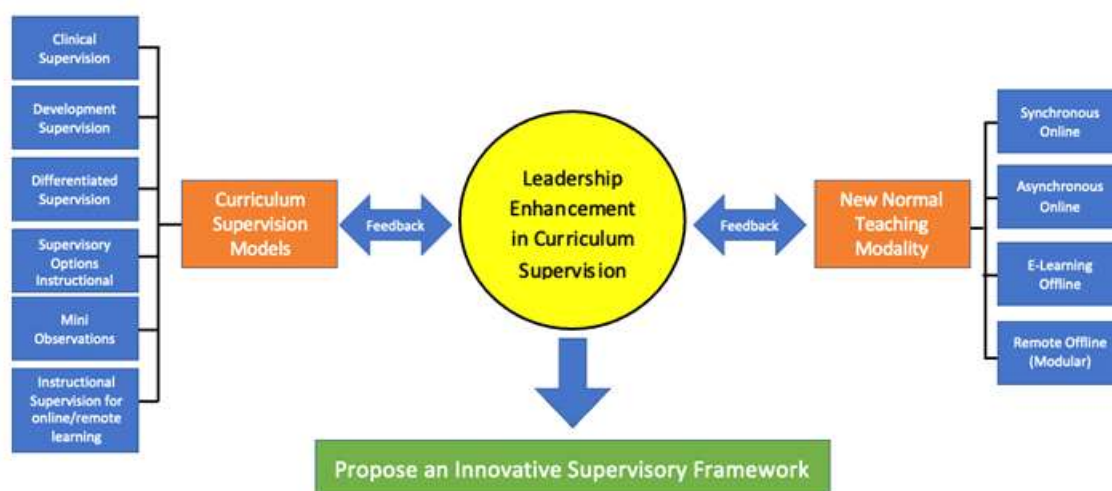 Clinical
Supervision
Development
Supervision
Differentiated
Supervision
Supervisory
Options
Instructional
Mini
Observations
Instructional
Supervision for
online/remote
learning
Curriculum
Supervision
Models
Feedback
Leadership
Enhancement
in Curriculum
Supervision
Feedback
New Normal
Teaching
Modality
Synchronous
Online
Asynchronous
Online
E-Learning
Offline
Remote Offline
(Modular)
Propose an Innovative Supervisory Framework